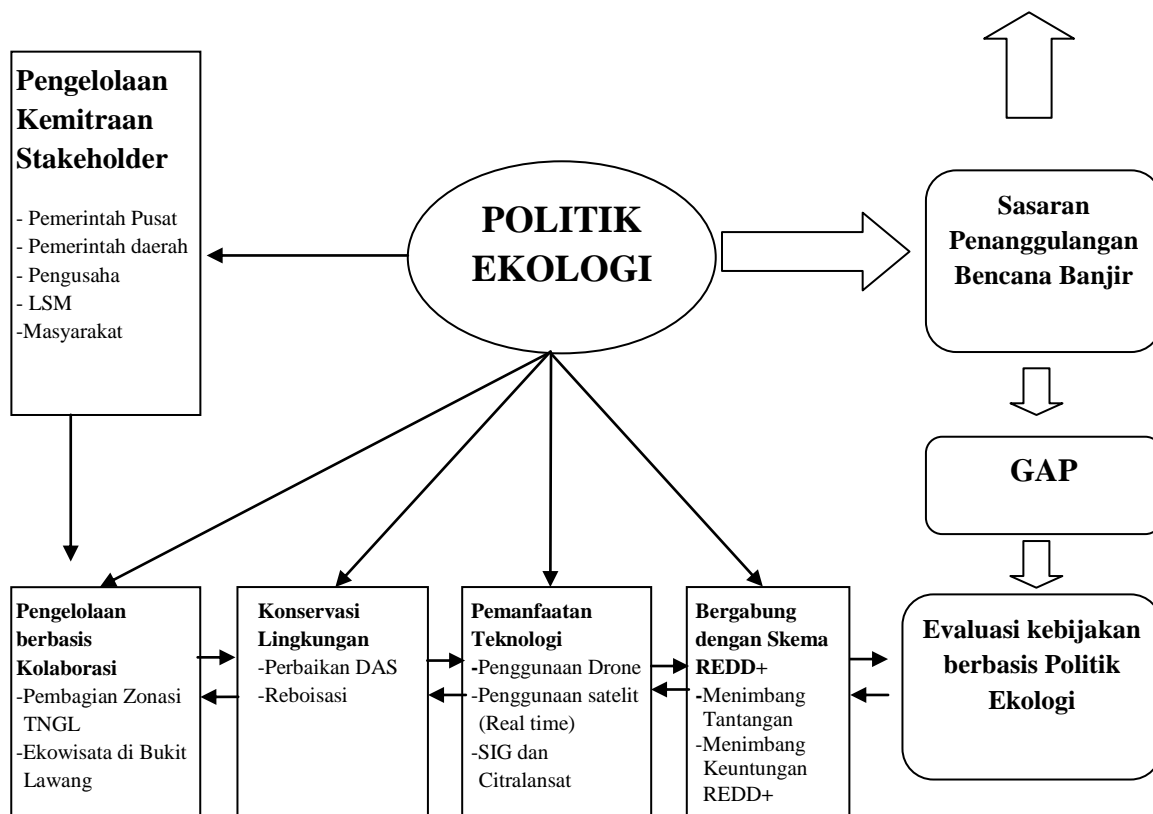 Pengelolaan
Kemitraan
Stakeholder
- Pemerintah Pusat
- Pemerintah daerah
- Pengusaha
- LSM
-Masyarakat
POLITIK
EKOLOGI
Sasaran
Penanggulangan
Bencana Banjir
GAP
Pengelolaan
berbasis
Kolaborasi
-Pembagian Zonasi
TNGL
-Ekowisata di Bukit
Lawang
Konservasi
Lingkungan
-Perbaikan DAS
-Reboisasi
Pemanfaatan
Teknologi
-Penggunaan Drone
-Penggunaan satelit
(Real time)
-SIG dan
Citralansat
Bergabung
dengan Skema
REDD+
-Menimbang
Tantangan
-Menimbang
Keuntungan
REDD+
Evaluasi kebijakan
berbasis Politik
Ekologi